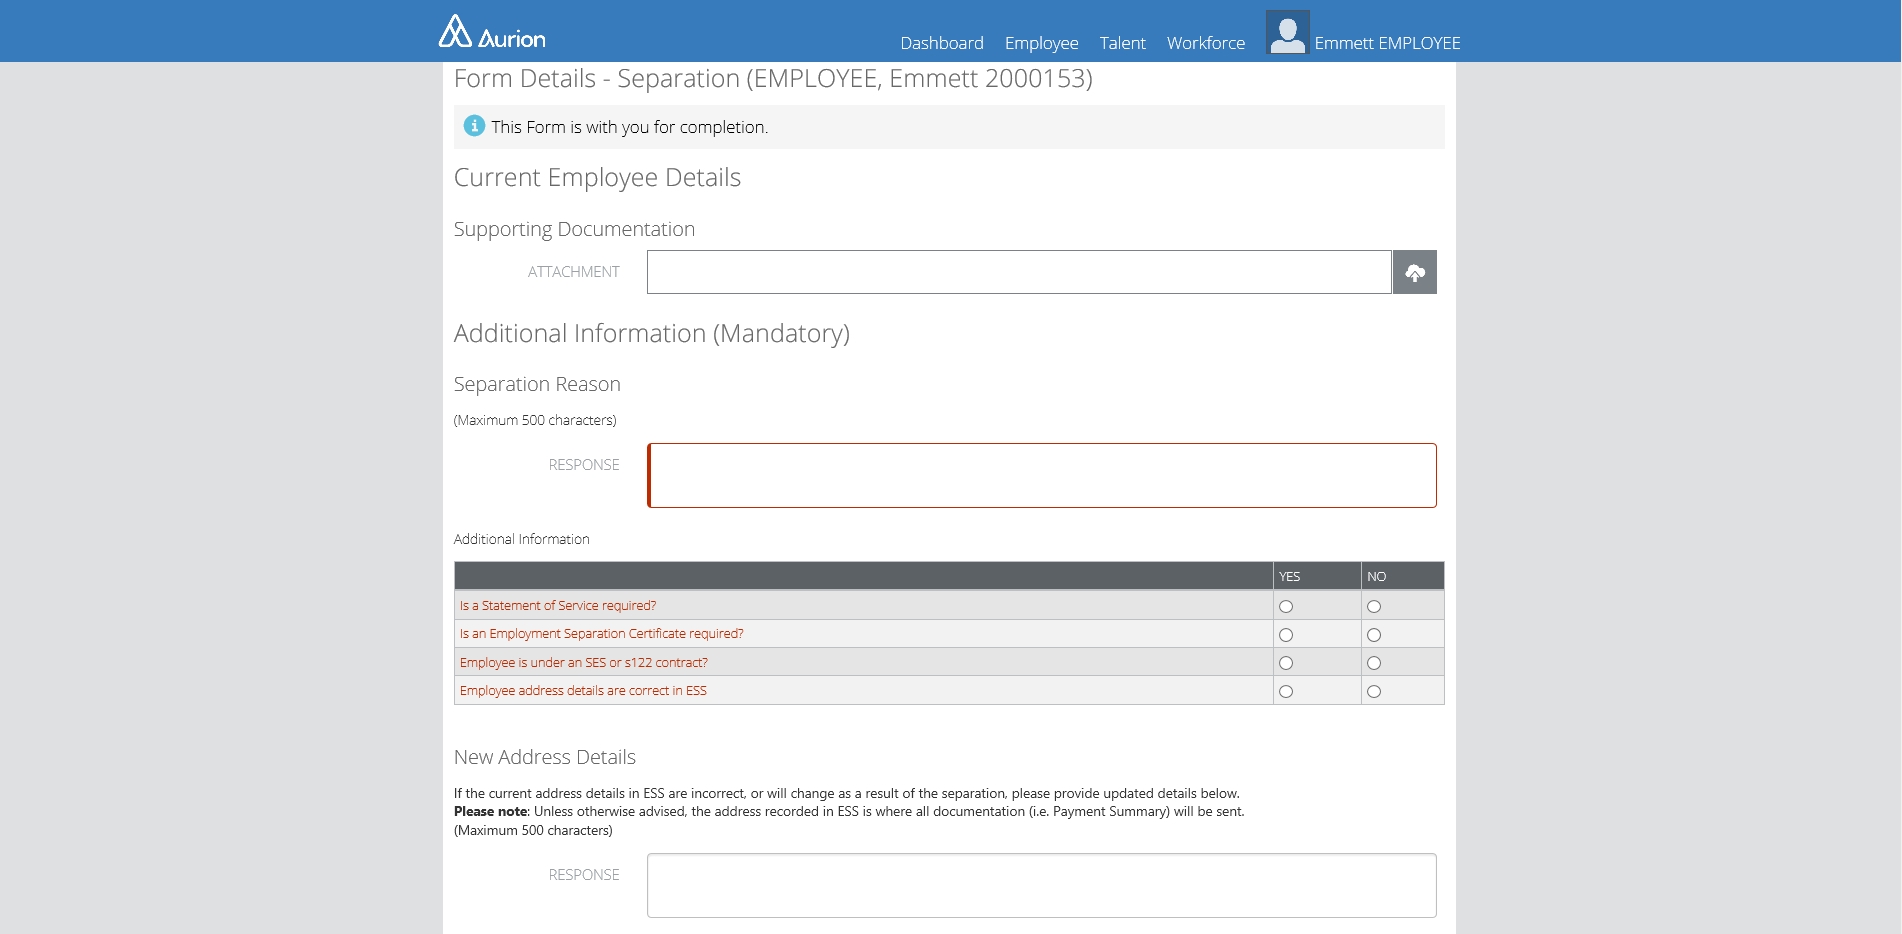 Aurion
Dashboard Employee Talent Workforce Emmett EMPLOYEE
Form Details - Separation (EMPLOYEE, Emmett 2000153)
This Form is with you for completion.
Current Employee Details
Supporting Documentation
ATTACHMENT
Additional Information (Mandatory)
Separation Reason
(Maximum 500 characters)
RESPONSE
Additional Information
YES NO
Is a Statement of Service required?
Is an Employment Separation Certificate required?
Employee is under an SES or s122 contract?
Employee address details are correct in ESS
New Address Details
If the current address details in ESS are incorrect, or will change as a result of the separation, please provide updated details below.
Please note: Unless otherwise advised, the address recorded in ESS is where all documentation (i.e. Payment Summary) will be sent.
(Maximum 500 characters)
RESPONSE